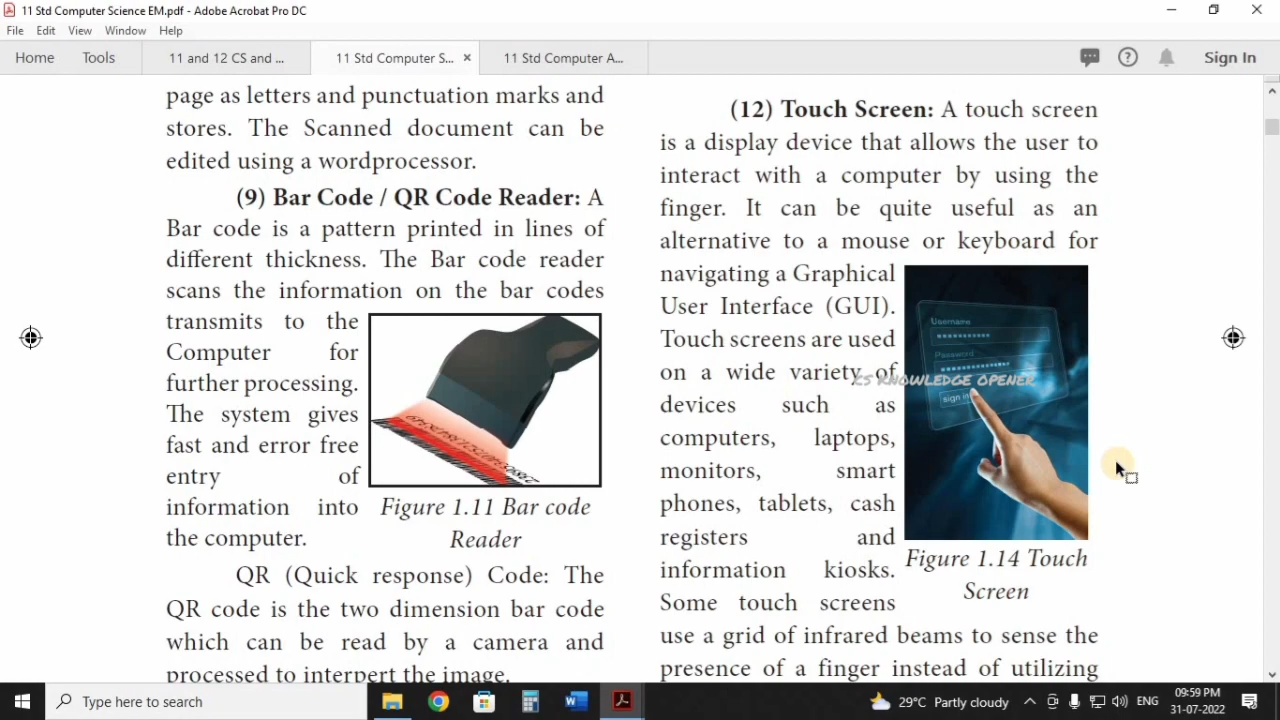 11 Std Computer Science EM.pdf - Adobe Acrobat Pro DC
File Edit View Window Help
Home Tools 11 and 12 CS and ... 11 Std Computer S... × 11 Std Computer A... Sign In
page as letters and punctuation marks and
stores. The Scanned document can be
edited using a wordprocessor.
(9) Bar Code / QR Code Reader: A
Bar code is a pattern printed in lines of
different thickness. The Bar code reader
scans the information on the bar codes
transmits to the
Computer for
further processing.
The system gives
fast and error free
entry of
information into
the computer.
Figure 1.11 Bar code
Reader
QR (Quick response) Code: The
QR code is the two dimension bar code
which can be read by a camera and
processed to interpert the image.
(12) Touch Screen: A touch screen
is a display device that allows the user to
interact with a computer by using the
finger. It can be quite useful as an
alternative to a mouse or keyboard for
navigating a Graphical
User Interface (GUI).
Touch screens are used
on a wide variety of
devices such as
computers, laptops,
monitors, smart
phones, tablets, cash
registers and
information kiosks.
Some touch screens
use a grid of infrared beams to sense the
presence of a finger instead of utilizing
Username
Password
sign in
CS KNOWLEDGE OPENER
Figure 1.14 Touch
Screen
Type here to search
29°C Partly cloudy ENG 09:59 PM
31-07-2022